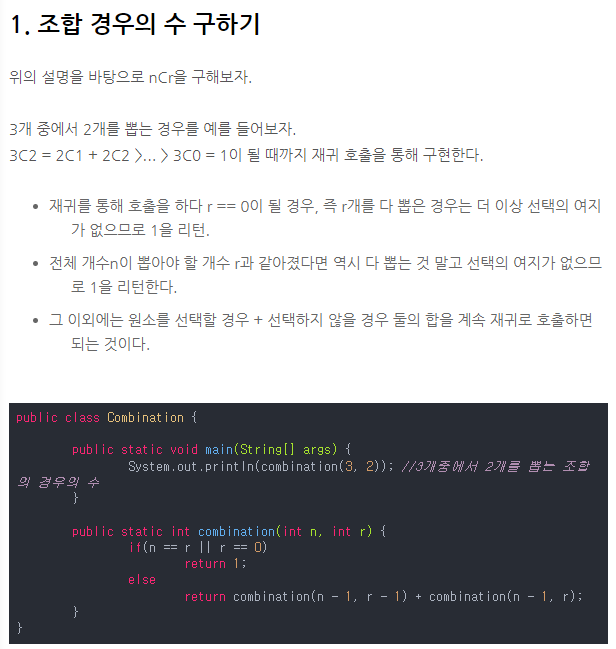 1. 조합 경우의 수 구하기
위의 설명을 바탕으로 nCr을 구해보자.
3개 중에서 2개를 뽑는 경우를 예를 들어보자.
3C2 = 2C1 + 2C2 >... > 3C0 = 1이 될 때까지 재귀 호출을 통해 구현한다.
• 재귀를 통해 호출을 하다 r == 0이 될 경우, 즉 r개를 다 뽑은 경우는 더 이상 선택의 여지
가 없으므로 1을 리턴.
• 전체 개수n이 뽑아야 할 개수 r과 같아졌다면 역시 다 뽑는 것 말고 선택의 여지가 없으므
로 1을 리턴한다.
• 그 이외에는 원소를 선택할 경우 + 선택하지 않을 경우 둘의 합을 계속 재귀로 호출하면
되는 것이다.
public class Combination {
public static void main(String[] args) {
System.out.println(combination(3, 2)); //3개중에서 2개를 뽑는 조합
의 경우의 수
}
public static int combination(int n, int r) {
if(n == r || r == 0)
return 1;
else
return combination(n - 1, r - 1) + combination(n - 1, r);
}
}